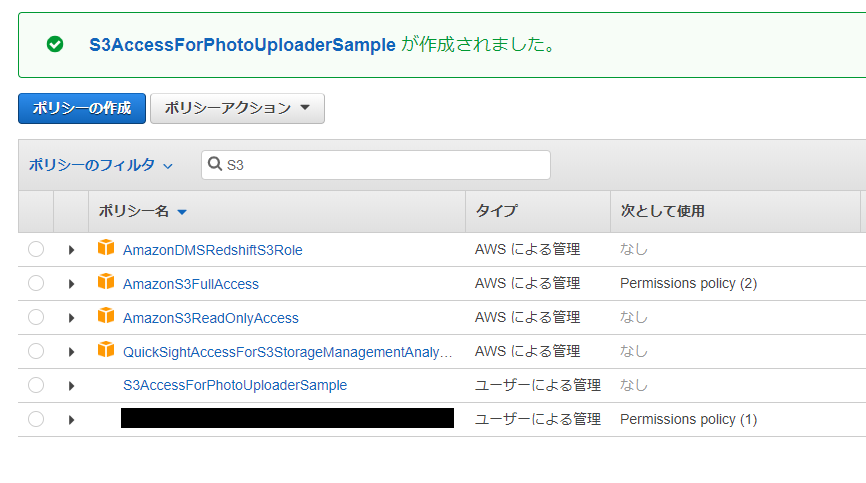 S3AccessForPhotoUploaderSample が作成されました。
ポリシーの作成 ポリシーアクション
ポリシーのフィルタ S3
ポリシー名 タイプ 次として使用
AmazonDMSRedshiftS3Role AWS による管理 なし
AmazonS3FullAccess AWS による管理 Permissions policy (2)
AmazonS3ReadOnlyAccess AWS による管理 なし
QuickSightAccessForS3StorageManagementAnaly… AWS による管理 なし
S3AccessForPhotoUploaderSample ユーザーによる管理 なし
ユーザーによる管理 Permissions policy (1)